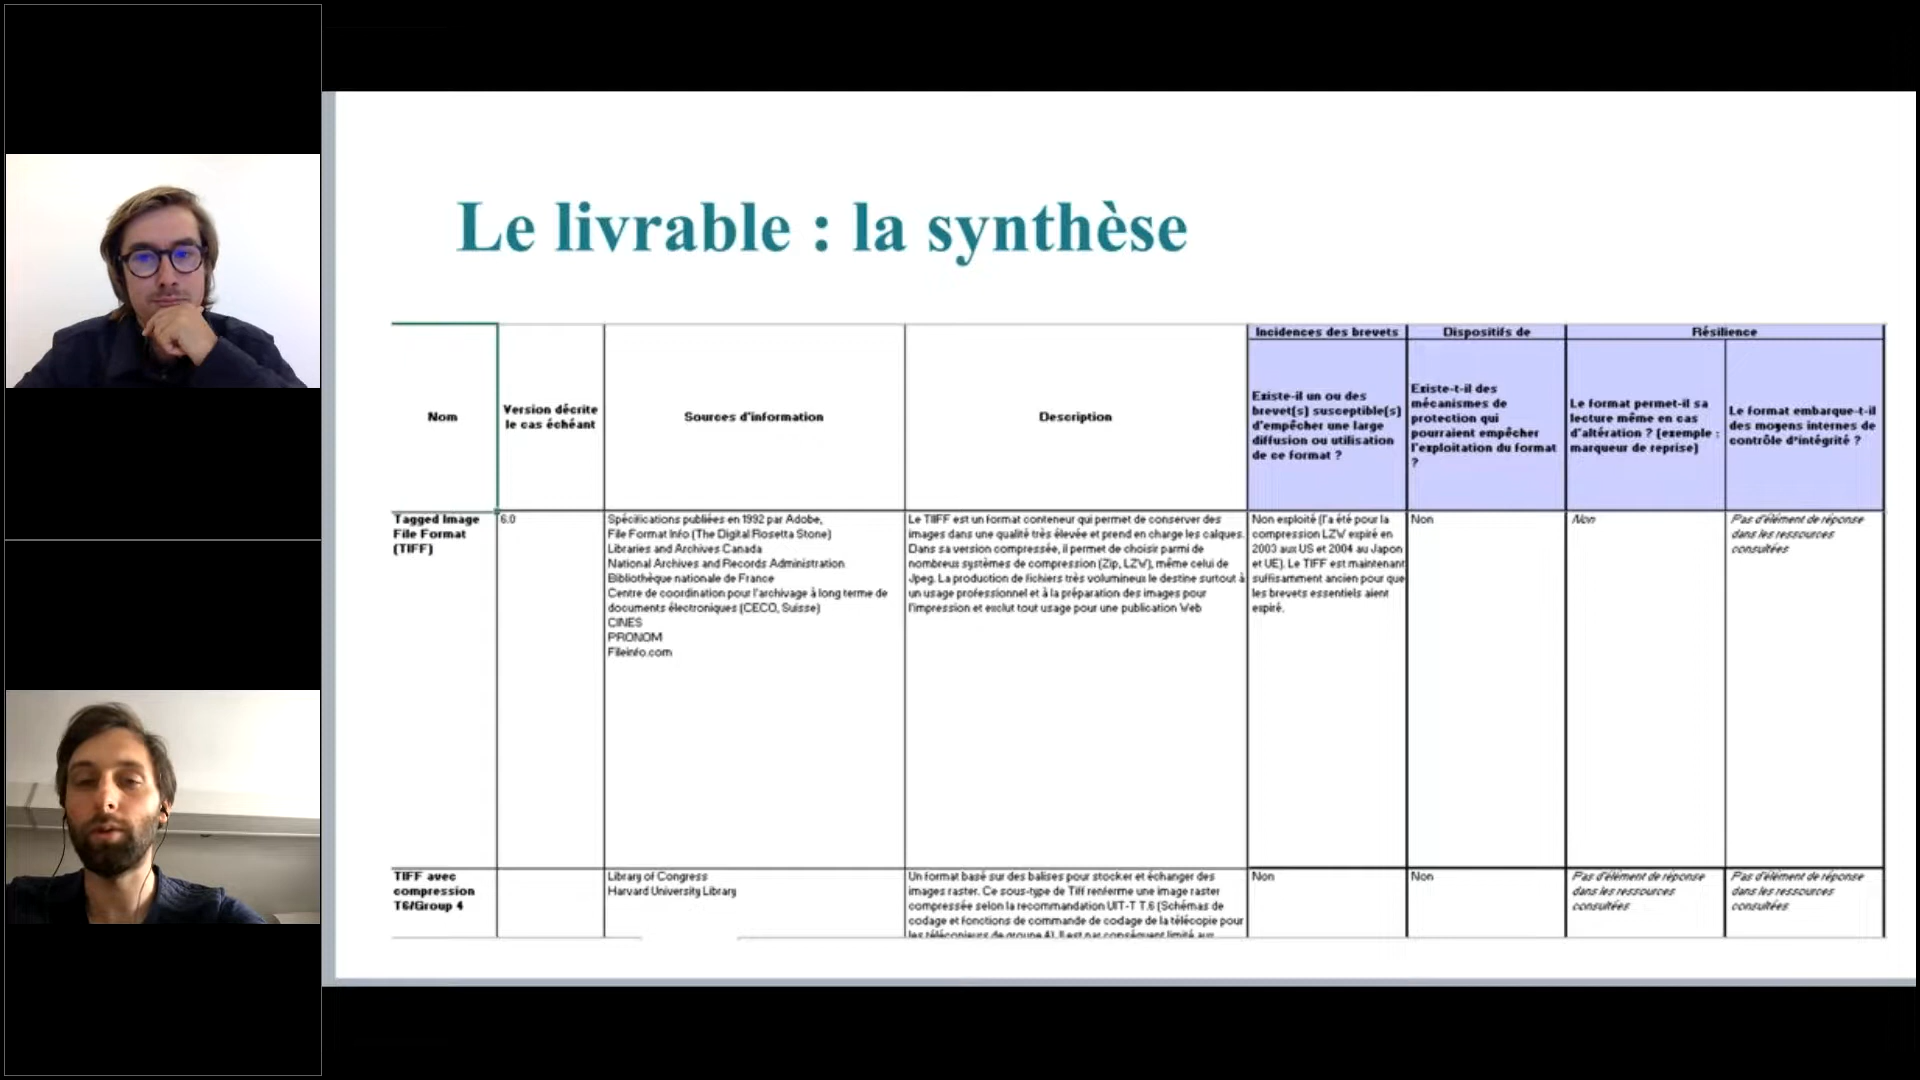 Le livrable : la synthèse
Nom
Version décrite
le cas échéant
Sources d'information
Description
Incidences des brevets
Existe-il un ou des
brevet(s) susceptible(s)
d'empêcher une large
diffusion ou utilisation
de ce format ?
Dispositifs de
Existe-t-il des
mécanismes de
protection qui
pourraient empêcher
l'exploitation du format
?
Résilience
Le format permet-il sa
lecture même en cas
d'altération ? (exemple :
marqueur de reprise)
Le format embarque-t-il
des moyens internes de
contrôle d'intégrité ?
Tagged Image
File Format
(TIFF)
6.0
Spécifications publiées en 1992 par Adobe,
File Format Info (The Digital Rosetta Stone)
Libraries and Archives Canada
National Archives and Records Administration
Bibliothèque nationale de France
Centre de coordination pour l'archivage à long terme de
documents électroniques (CECO, Suisse)
CINES
PRONOM
Fileinfo.com
Le TIIFF est un format conteneur qui permet de conserver des
images dans une qualité très élevée et prend en charge les calques.
Dans sa version compressée, il permet de choisir parmi de
nombreux systèmes de compression (Zip, LZW), même celui de
Jpeg. La production de fichiers très volumineux le destine surtout à
un usage professionnel et à la préparation des images pour
l'impression et exclut tout usage pour une publication Web
Non exploité (l'a été pour la
compression LZW expiré en
2003 aux US et 2004 au Japon
et UE). Le TIFF est maintenant
suffisamment ancien pour que
les brevets essentiels aient
expiré.
Non
Non
Pas d'élément de réponse
dans les ressources
consultées
TIFF avec
compression
T6/Group 4
Library of Congress
Harvard University Library
Un format basé sur des balises pour stocker et échanger des
images raster. Ce sous-type de Tiff renferme une image raster
compressée selon la recommandation UIT-T T.6 (Schémas de
codage et fonctions de commande de codage de la télécopie pour
les télécopieurs de groupe 4). Il est par conséquent limité aux
Non
Non
Pas d'élément de réponse
dans les ressources
consultées
Pas d'élément de réponse
dans les ressources
consultées